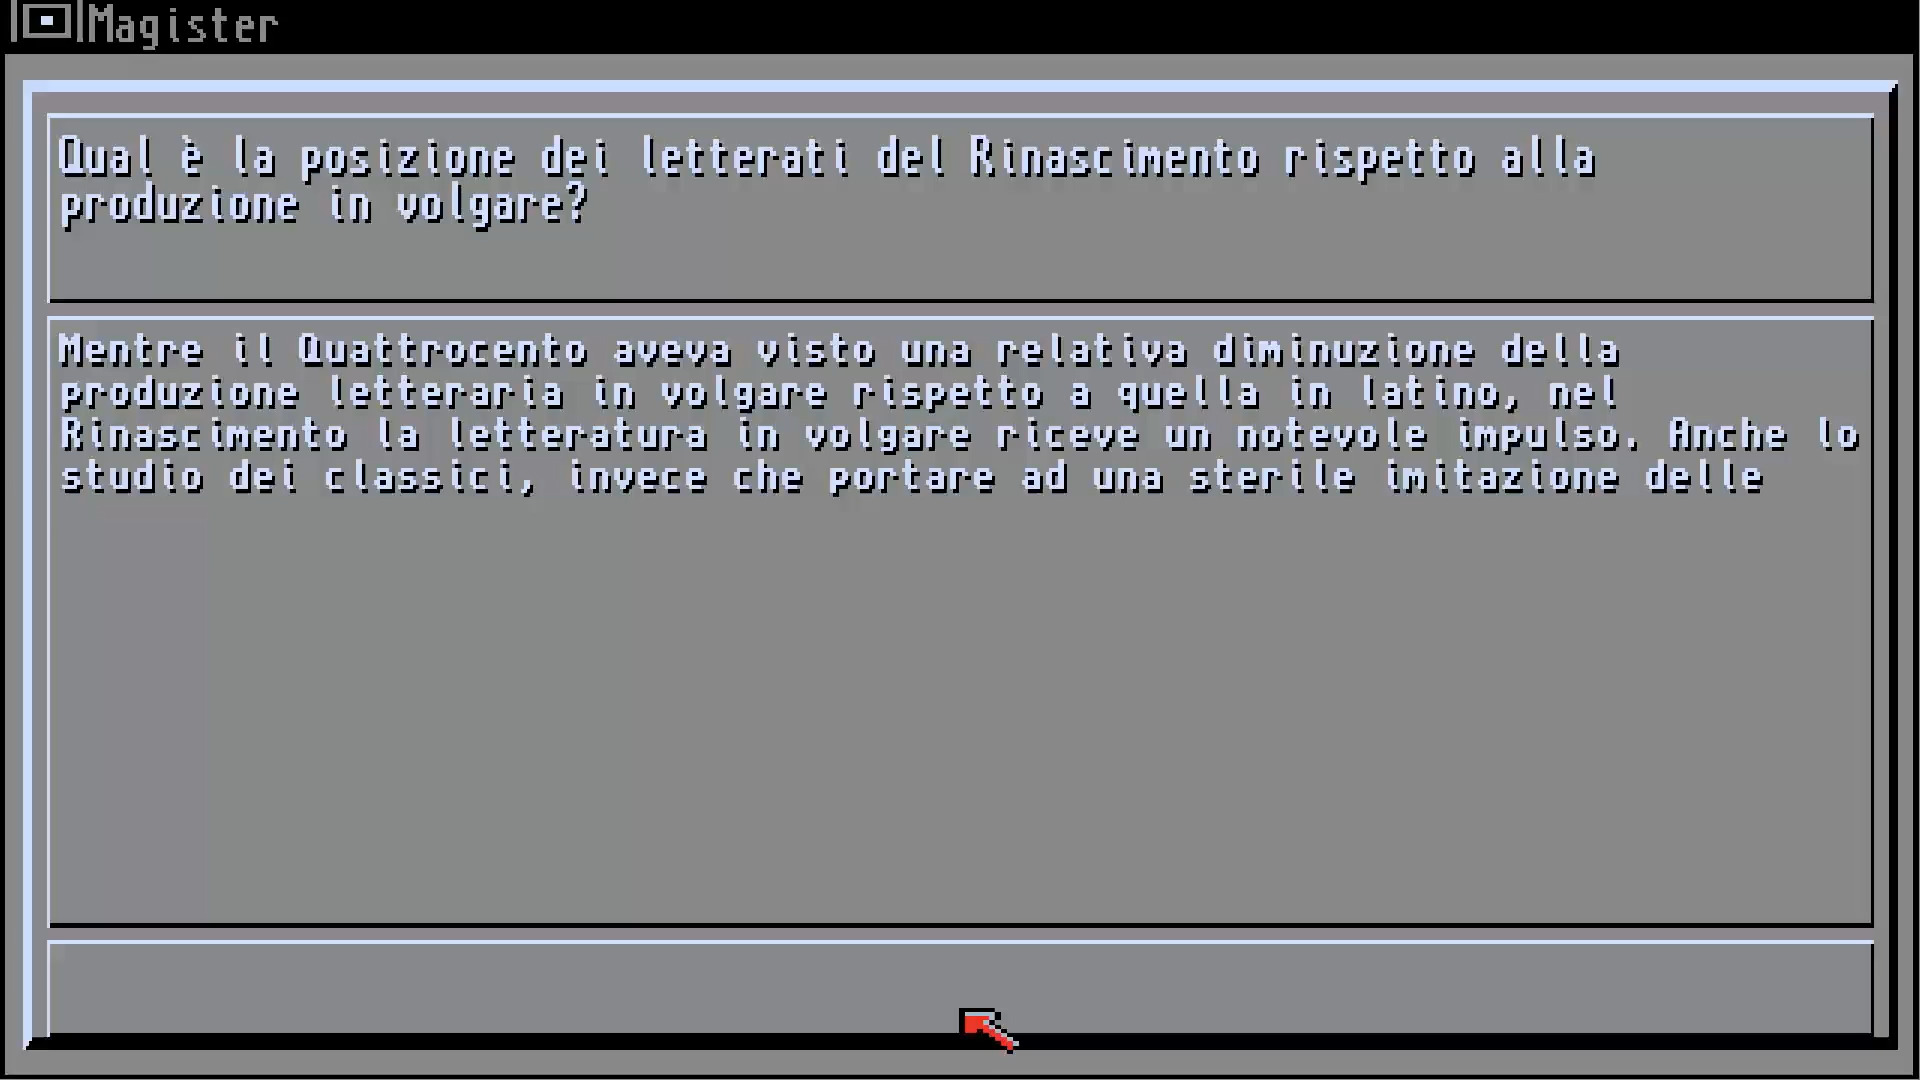 Magister
Qual è la posizione dei letterati del Rinascimento rispetto alla
produzione in volgare?
Mentre il Quattrocento aveva visto una relativa diminuzione della
produzione letteraria in volgare rispetto a quella in latino, nel
Rinascimento la letteratura in volgare riceve un notevole impulso. Anche lo
studio dei classici, invece che portare ad una sterile imitazione delle